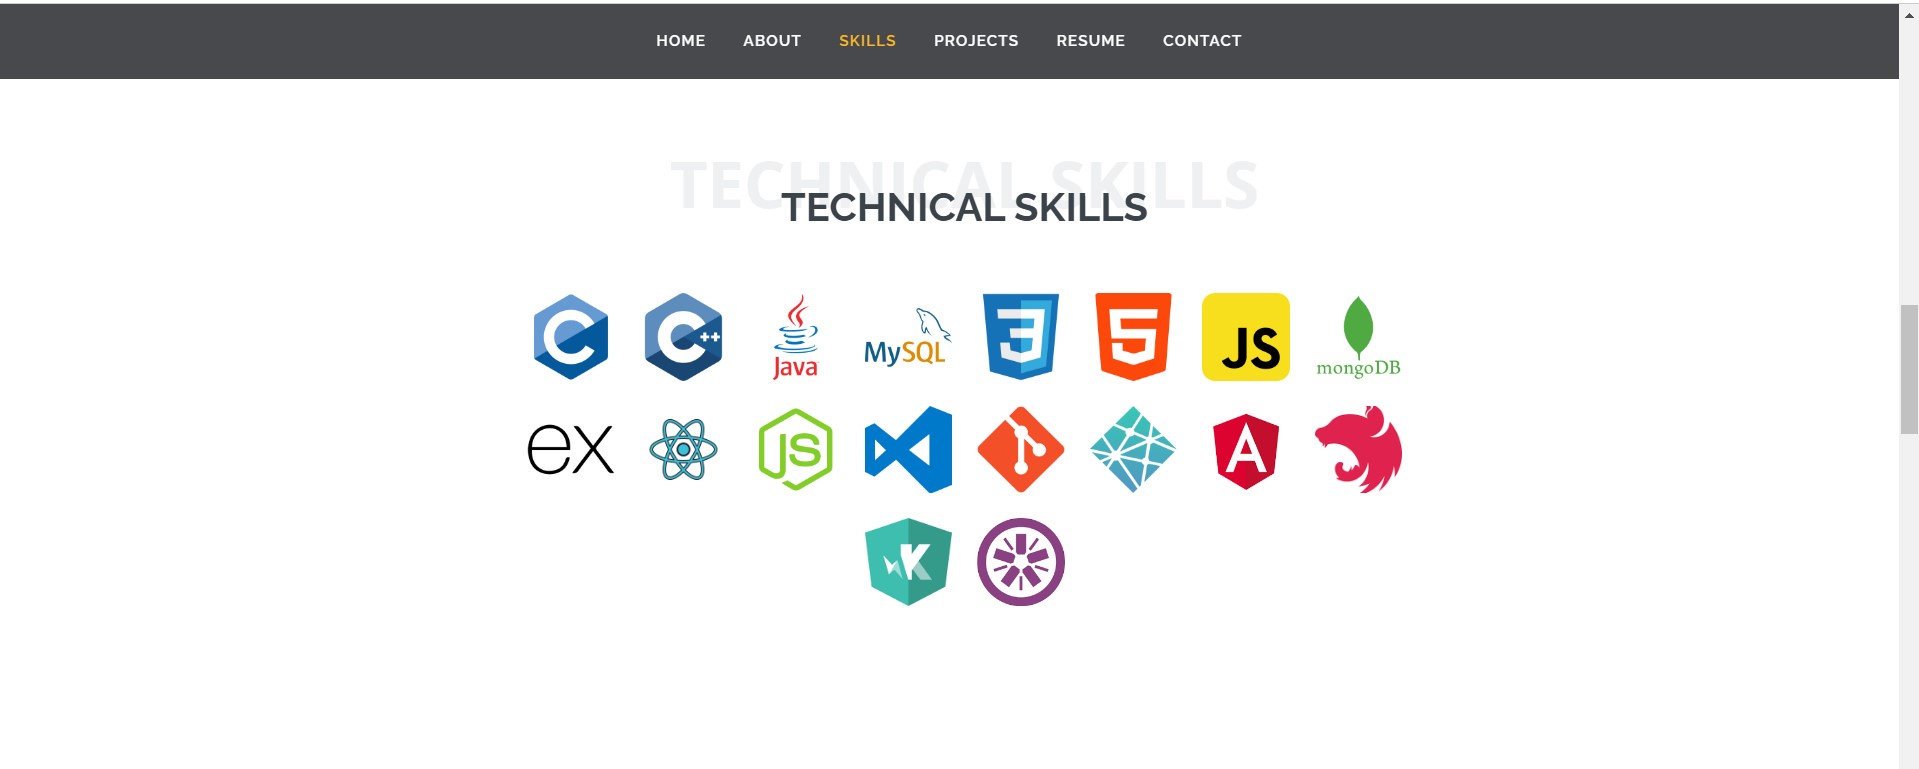 HOME ABOUT SKILLS PROJECTS RESUME CONTACT
TECHNICAL SKILLS
TECHNICAL SKILLS
C C++ Java MySQL 3 5 JS mongoDB
ex JS A
K